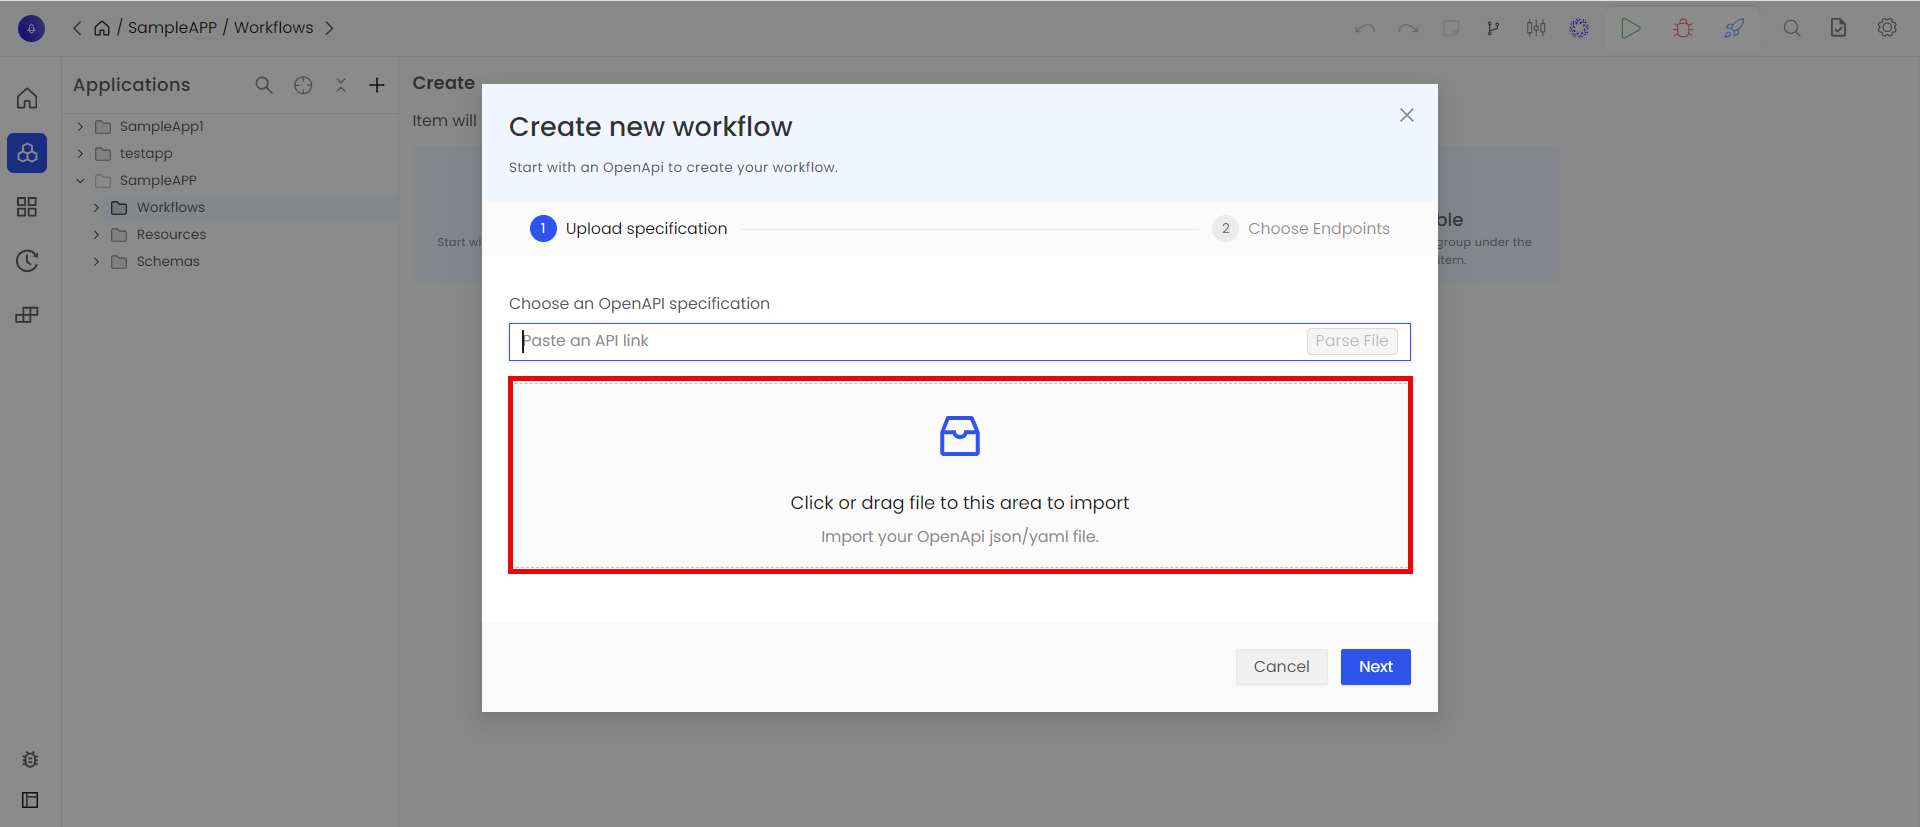 / SampleAPP / Workflows
Applications
SampleApp1
testapp
SampleAPP
Workflows
Resources
Schemas
Create
Item will
Start wi
ble
group under the
item.
Create new workflow
Start with an OpenApi to create your workflow.
1 Upload specification
2 Choose Endpoints
Choose an OpenAPI specification
Paste an API link
Parse File
Click or drag file to this area to import
Import your OpenApi json/yaml file.
Cancel
Next